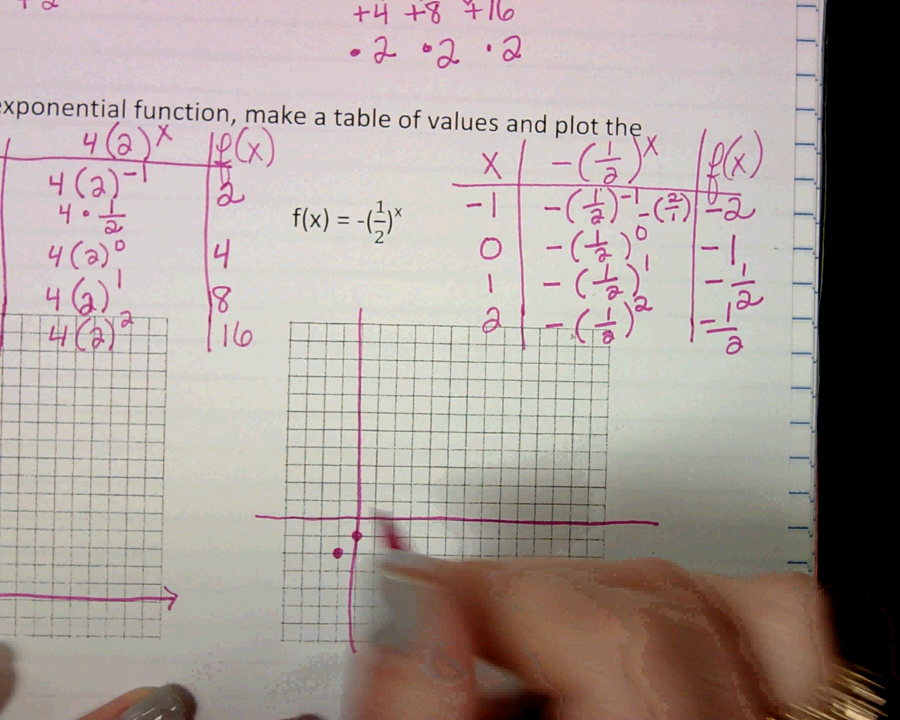 +2 +4 +8 +16
• 2 • 2 • 2
exponential function, make a table of values and plot the
4(2)^x f(x)
4(2)^-1 2
4 • 1/2
4(2)^0 4
4(2)^1 8
4(2)^2 16
f(x) = -(1/2)^x
x -(1/2)^x f(x)
-1 -(1/2)^-1 -(2/1) -2
0 -(1/2)^0 -1
1 -(1/2)^1 -1/2
2 -(1/2)^2 -1/2